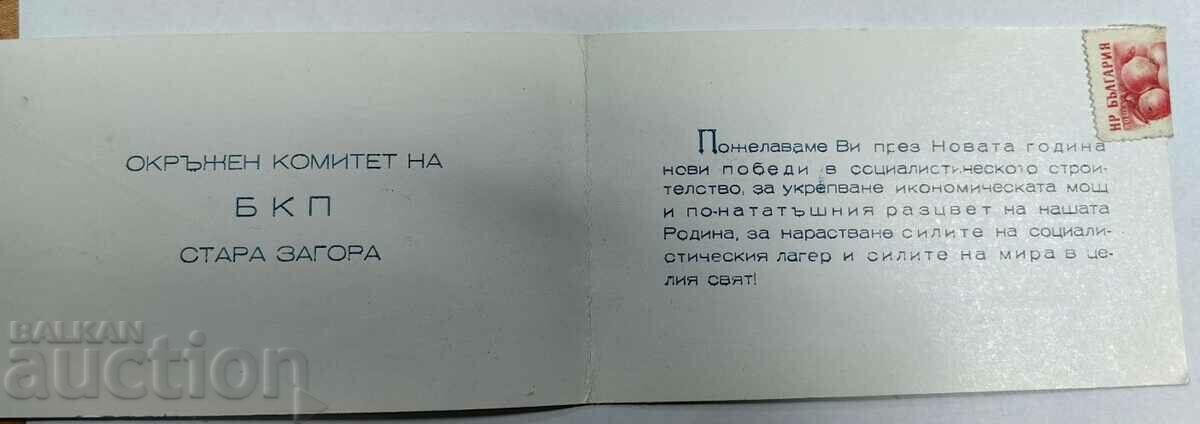 ОКРЪЖЕН КОМИТЕТ НА
БКП
СТАРА ЗАГОРА
Пожелаваме Ви през Новата година
нови победи в социалистическото строи-
телство, за укрепване икономическата мощ
и по-нататъшния разцвет на нашата
Родина, за нарастване силите на социали-
стическия лагер и силите на мира в це-
лия свят!
НР БЪЛГАРИЯ
BALKAN
auction